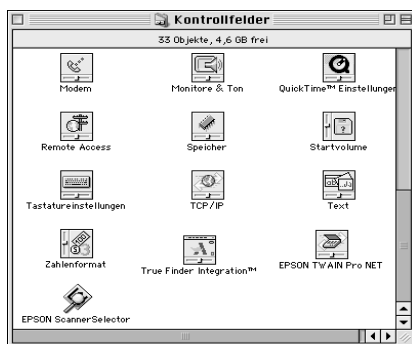 Kontrollfelder
33 Objekte, 4,6 GB frei
Modem
Monitore & Ton
QuickTime™ Einstellungen
Remote Access
Speicher
Startvolume
Tastatureinstellungen
TCP/IP
Text
Zahlenformat
True Finder Integration™
EPSON TWAIN Pro NET
EPSON ScannerSelector